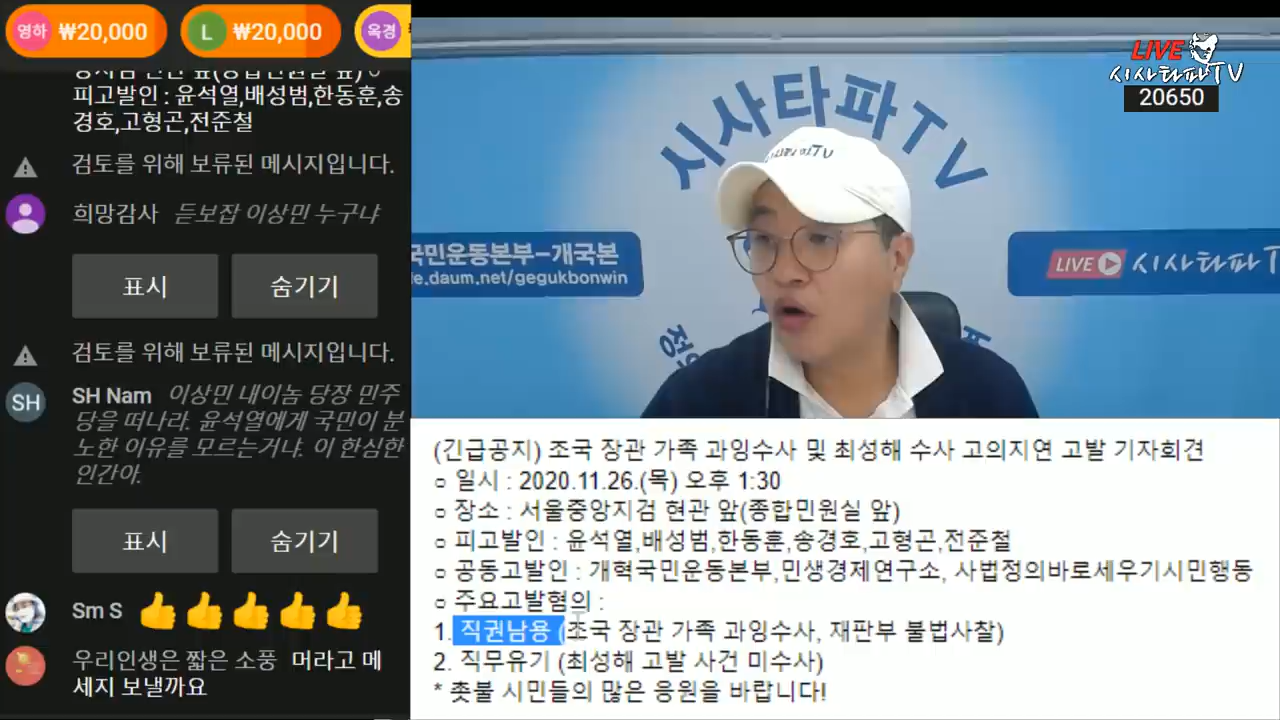 영하 ₩20,000
L ₩20,000
옥경
피고발인 : 윤석열,배성범,한동훈,송
경호,고형곤,전준철
검토를 위해 보류된 메시지입니다.
희망감사 듣보잡 이상민 누구냐
표시 숨기기
검토를 위해 보류된 메시지입니다.
SH
SH Nam 이상민 내이놈 당장 민주
당을 떠나라. 윤석열에게 국민이 분
노한 이유를 모르는거냐. 이 한심한
인간아.
표시 숨기기
Sm S
우리인생은 짧은 소풍 머라고 메
세지 보낼까요
LIVE
시사타파TV
20650
시사타파TV
시사타파TV
국민운동본부-개국본
e.daum.net/gegukbonwin
LIVE 시사타파T
(긴급공지) 조국 장관 가족 과잉수사 및 최성해 수사 고의지연 고발 기자회견
○ 일시 : 2020.11.26.(목) 오후 1:30
○ 장소 : 서울중앙지검 현관 앞(종합민원실 앞)
○ 피고발인 : 윤석열,배성범,한동훈,송경호,고형곤,전준철
○ 공동고발인 : 개혁국민운동본부,민생경제연구소, 사법정의바로세우기시민행동
○ 주요고발혐의 :
1. 직권남용 (조국 장관 가족 과잉수사, 재판부 불법사찰)
2. 직무유기 (최성해 고발 사건 미수사)
* 촛불 시민들의 많은 응원을 바랍니다!